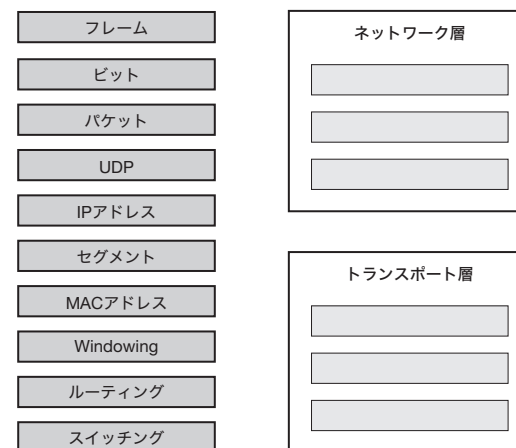 フレーム
ビット
パケット
UDP
IPアドレス
セグメント
MACアドレス
Windowing
ルーティング
スイッチング
ネットワーク層
トランスポート層